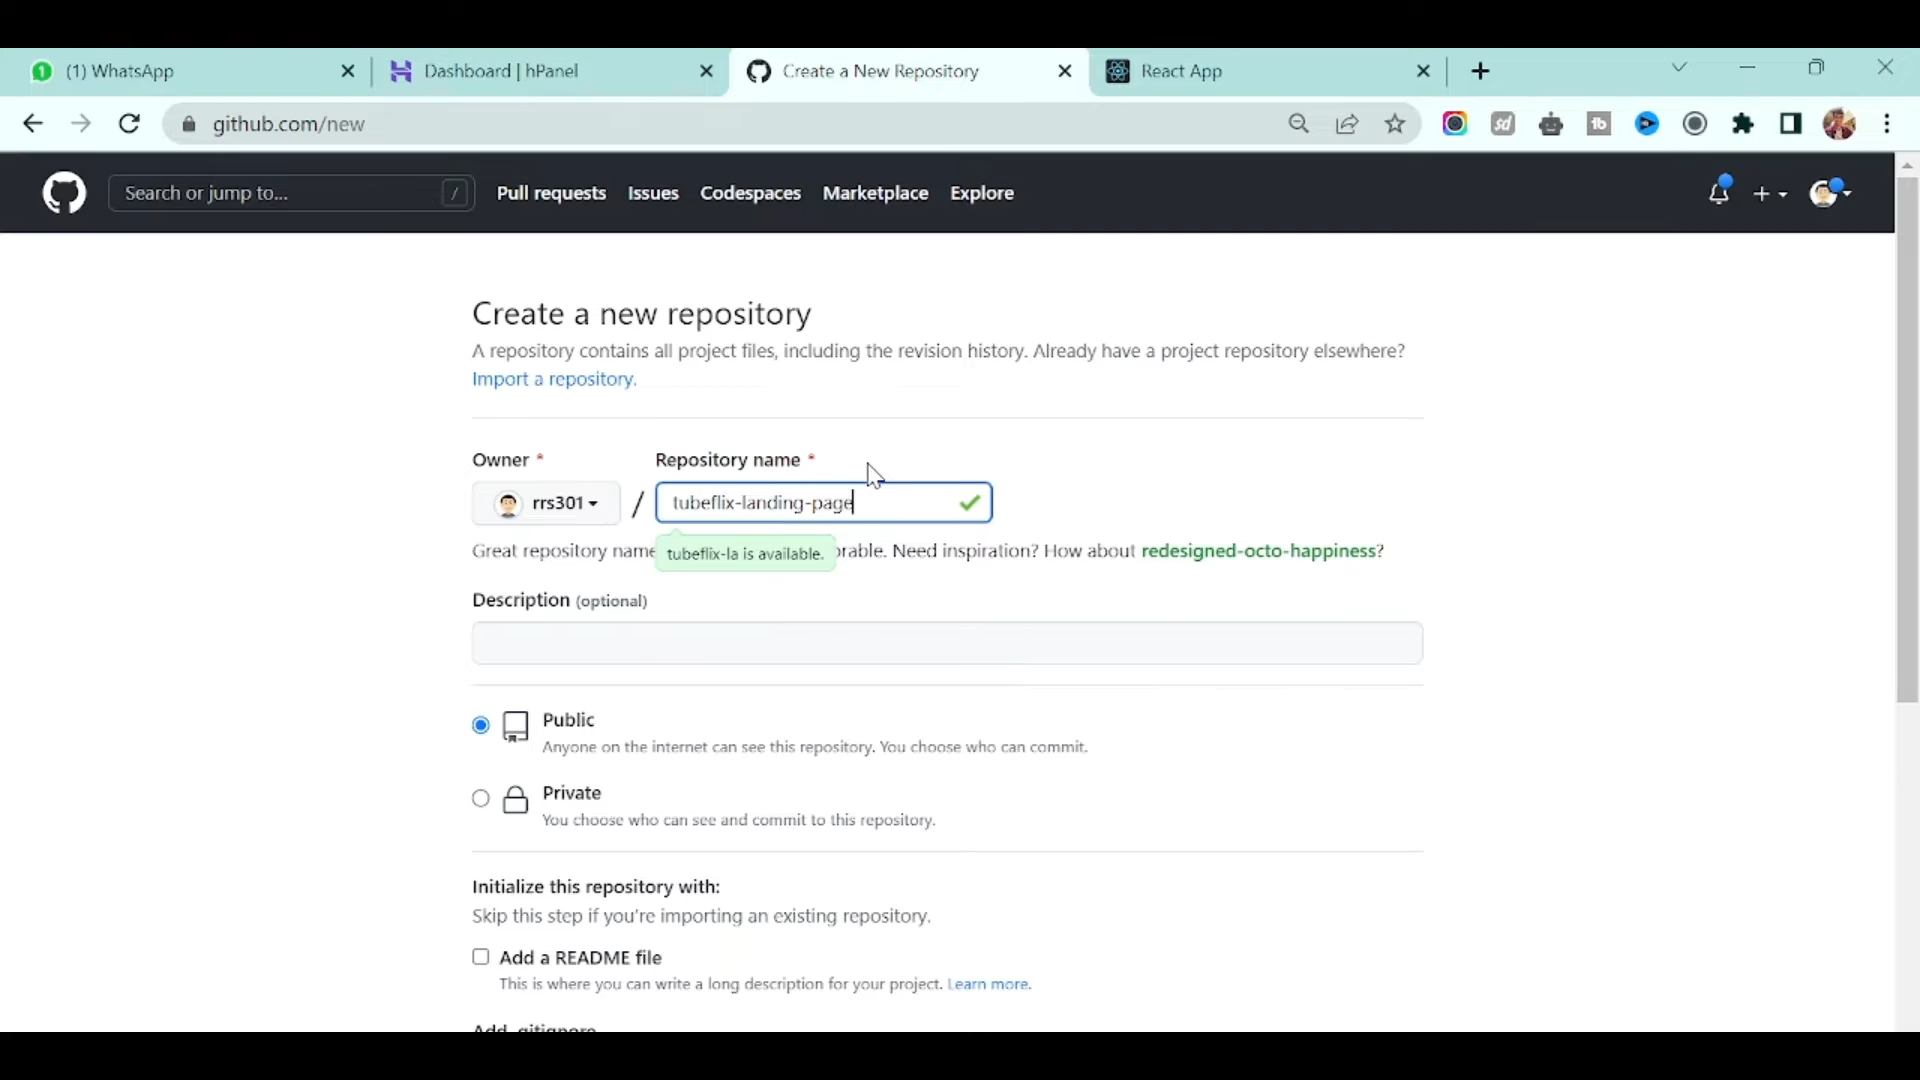 1 (1) WhatsApp
Dashboard | hPanel
Create a New Repository
React App
github.com/new
sd
tb
Search or jump to... /
Pull requests
Issues
Codespaces
Marketplace
Explore
Create a new repository
A repository contains all project files, including the revision history. Already have a project repository elsewhere?
Import a repository.
Owner *
Repository name *
rrs301 / tubeflix-landing-page
Great repository name
tubeflix-la is available.
orable. Need inspiration? How about redesigned-octo-happiness?
Description (optional)
Public
Anyone on the internet can see this repository. You choose who can commit.
Private
You choose who can see and commit to this repository.
Initialize this repository with:
Skip this step if you're importing an existing repository.
Add a README file
This is where you can write a long description for your project. Learn more.
Add .gitignore